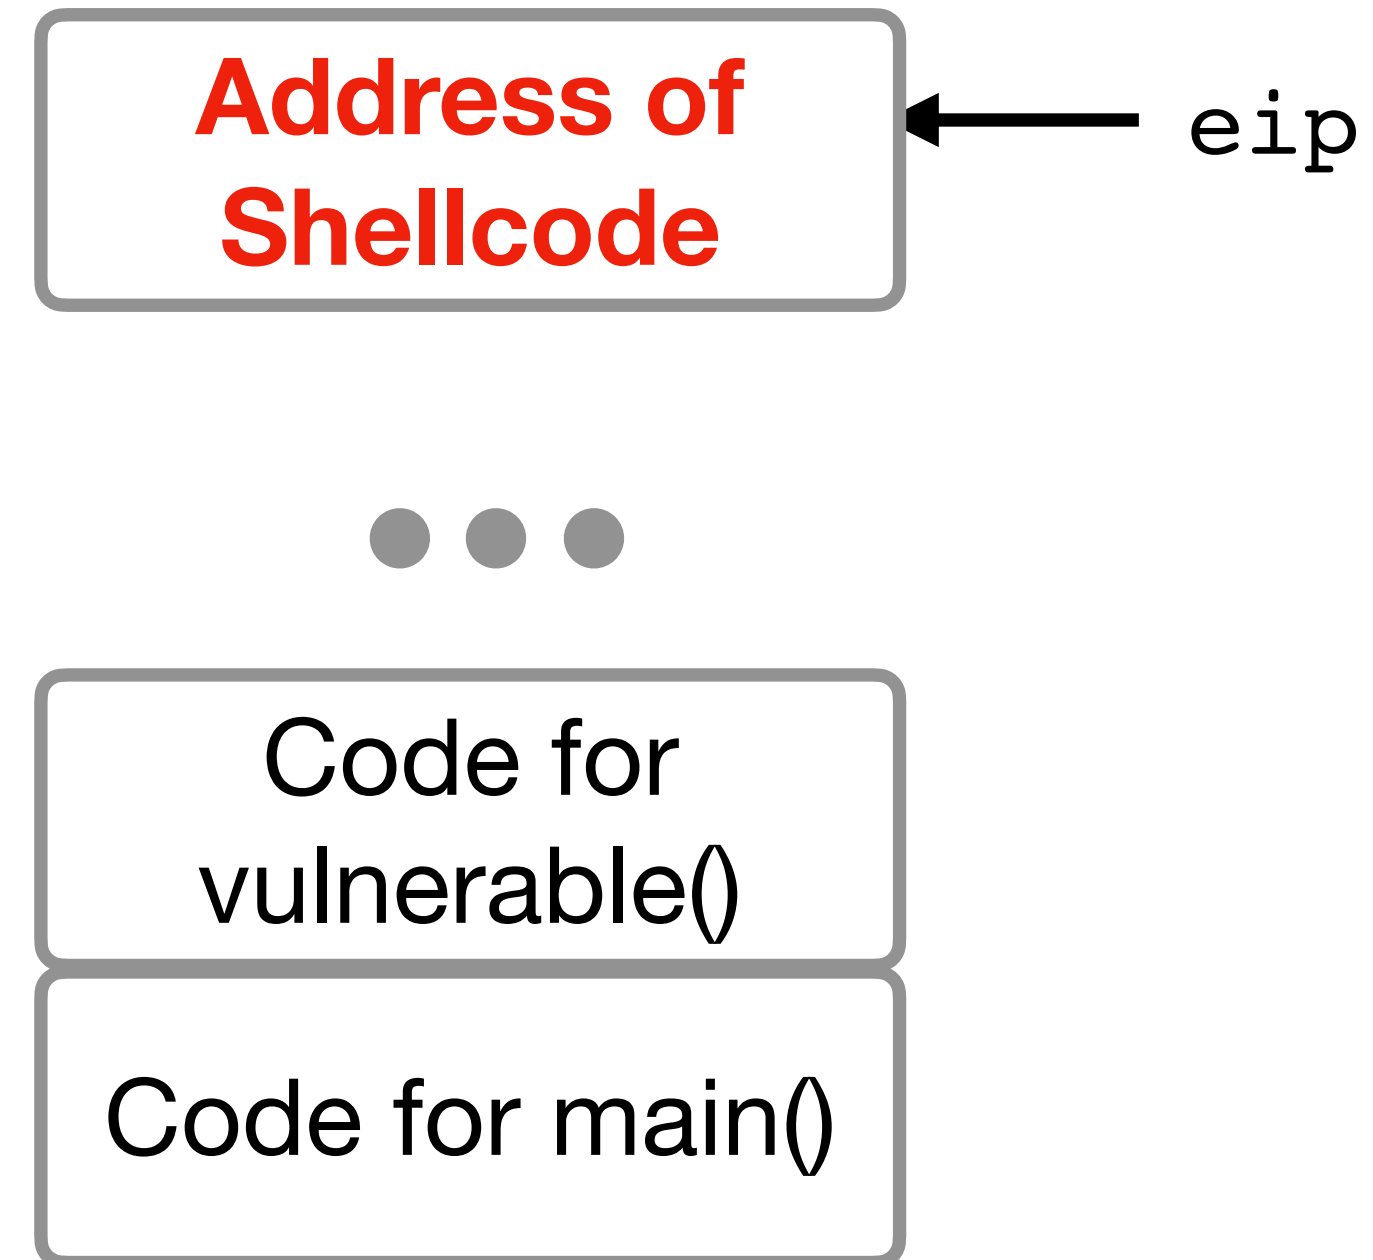 Address of
Shellcode
eip
Code for
vulnerable()
Code for main()